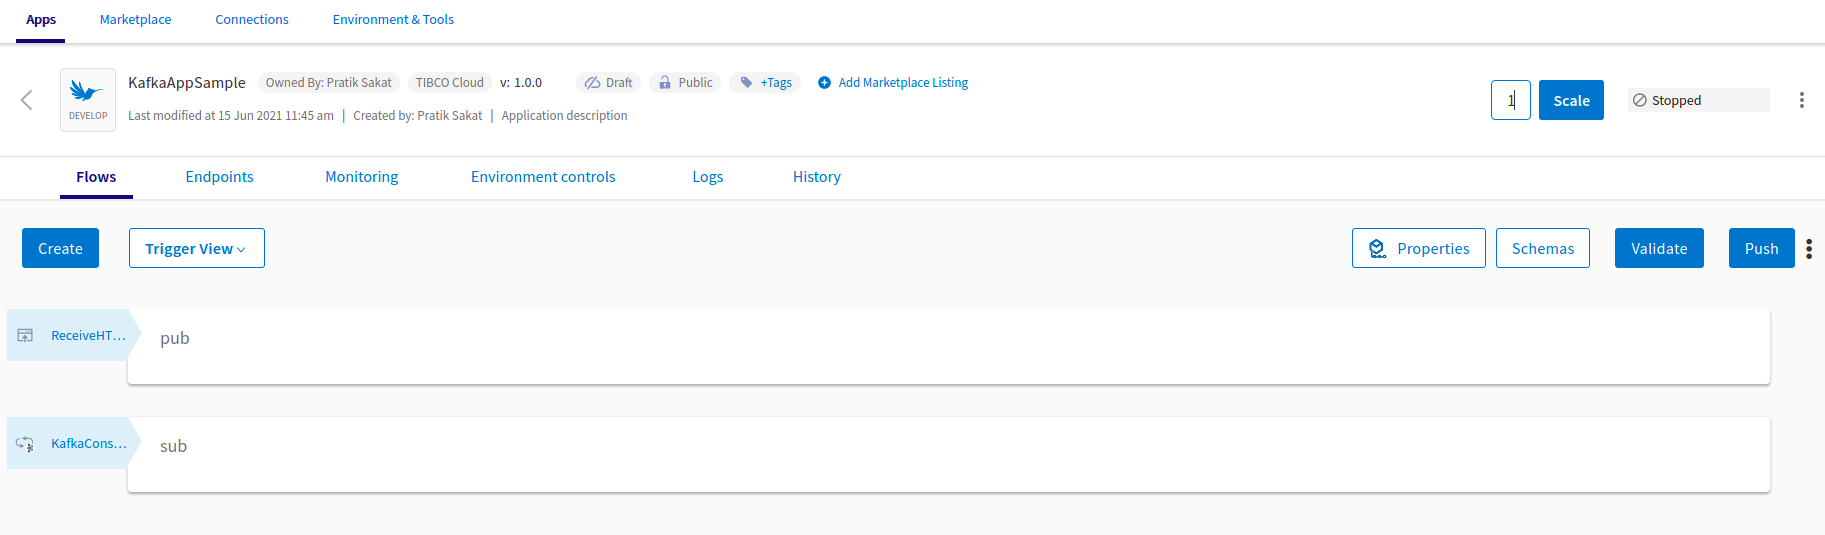 Apps Marketplace Connections Environment & Tools
KafkaAppSample Owned By: Pratik Sakat TIBCO Cloud v: 1.0.0 Draft Public +Tags Add Marketplace Listing
DEVELOP
Last modified at 15 Jun 2021 11:45 am | Created by: Pratik Sakat | Application description
1 Scale Stopped
Flows Endpoints Monitoring Environment controls Logs History
Create Trigger View Properties Schemas Validate Push
ReceiveHT... pub
KafkaCons... sub